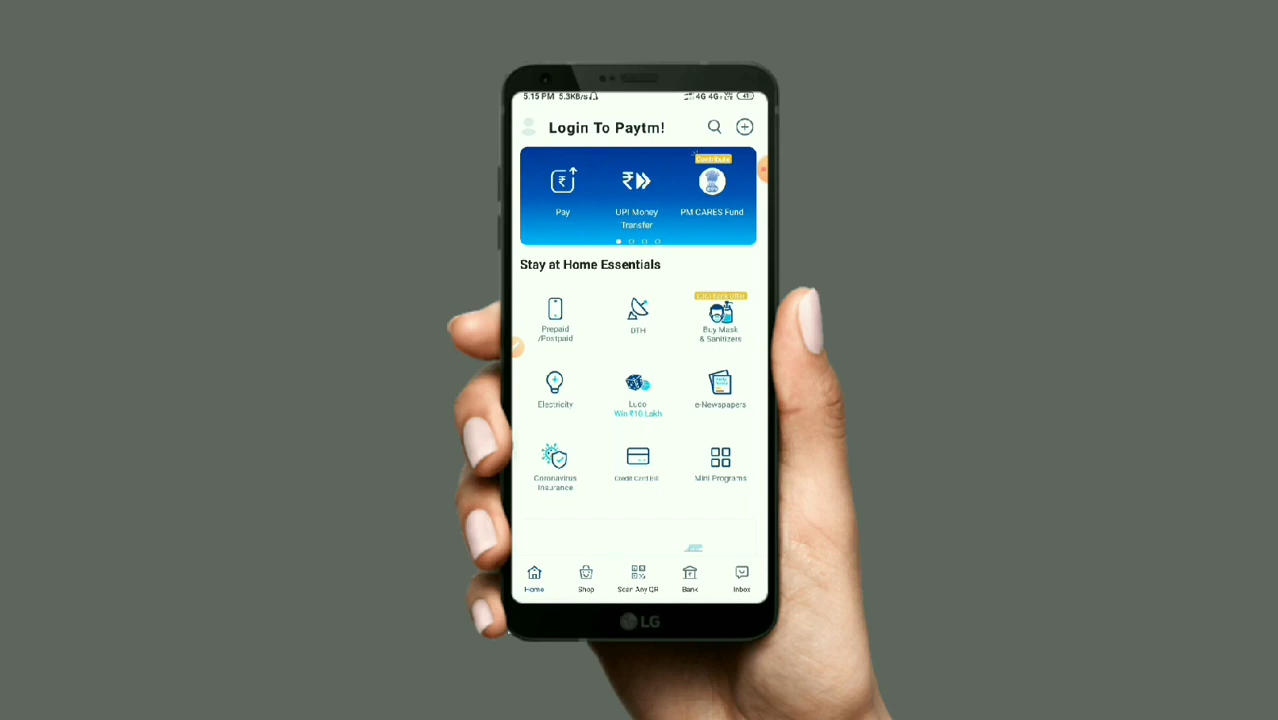 5.15 PM 5.3KB/s
4G 4G
41
Login To Paytm!
Contribute
Pay
UPI Money
Transfer
PM CARES Fund
Stay at Home Essentials
Prepaid
/Postpaid
DTH
Buy Mask
& Sanitizers
Electricity
Ludo
Win ₹10 Lakh
e-Newspapers
Coronavirus
Insurance
Credit Card Bill
Mini Programs
Home
Shop
Scan Any QR
Bank
Inbox
LG